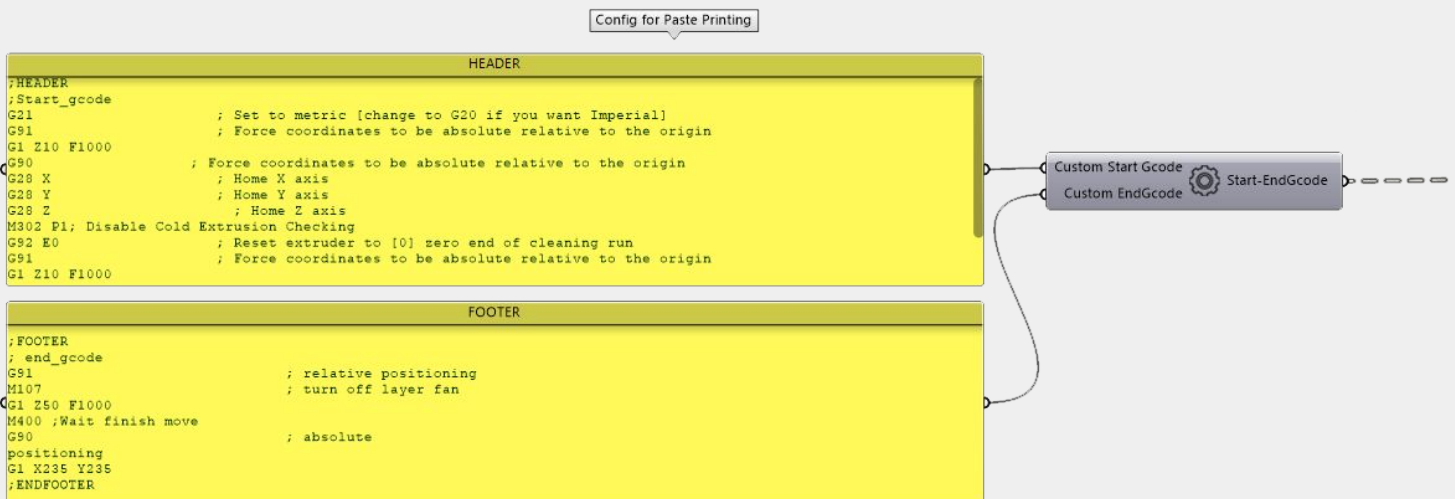 Config for Paste Printing
HEADER
;HEADER
;Start_gcode
G21 ; Set to metric [change to G20 if you want Imperial]
G91 ; Force coordinates to be absolute relative to the origin
G1 Z10 F1000
G90 ; Force coordinates to be absolute relative to the origin
G28 X ; Home X axis
G28 Y ; Home Y axis
G28 Z ; Home Z axis
M302 P1; Disable Cold Extrusion Checking
G92 E0 ; Reset extruder to [0] zero end of cleaning run
G91 ; Force coordinates to be absolute relative to the origin
G1 Z10 F1000
Custom Start Gcode
Custom EndGcode
Start-EndGcode
FOOTER
;FOOTER
; end_gcode
G91 ; relative positioning
M107 ; turn off layer fan
G1 Z50 F1000
M400 ;Wait finish move
G90 ; absolute
positioning
G1 X235 Y235
;ENDFOOTER